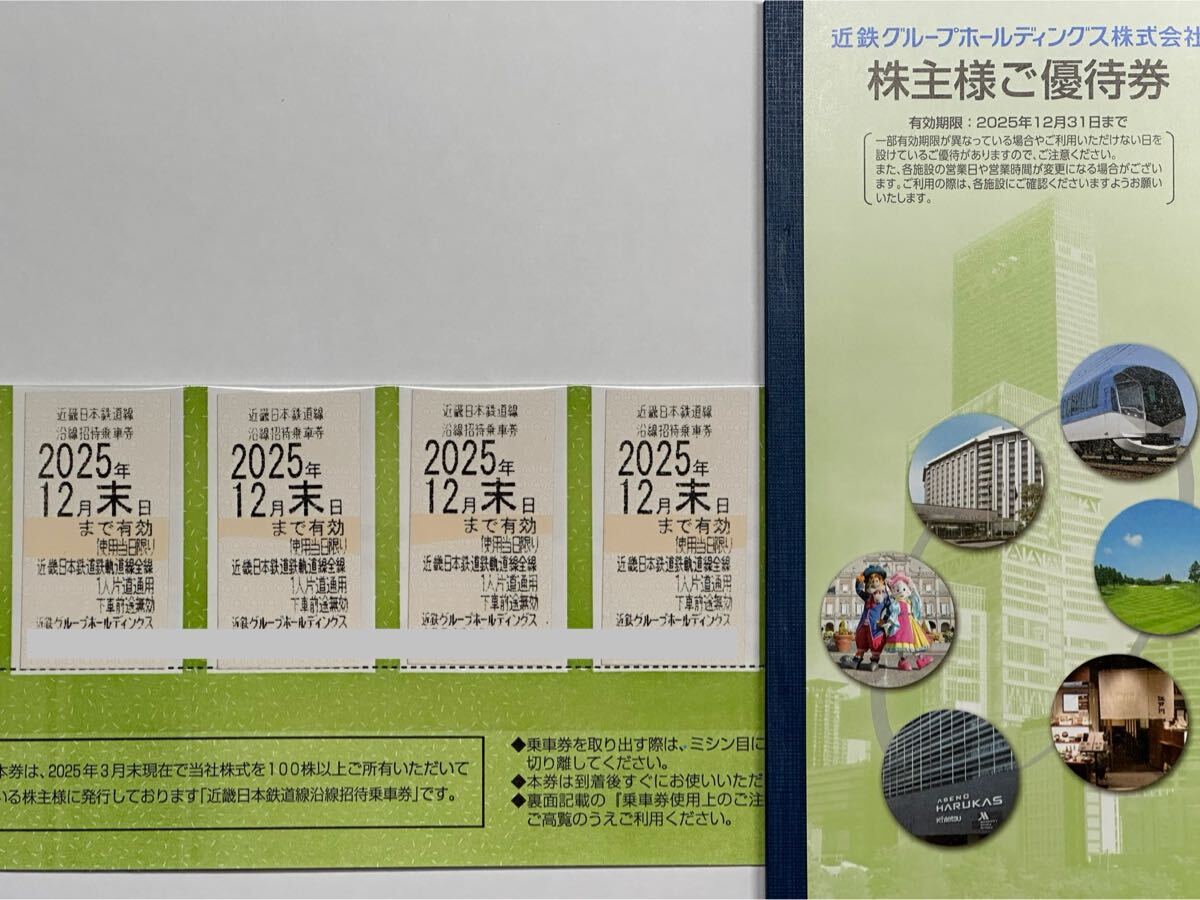 近鉄グループホールディングス株式会社
株主様ご優待券
有効期限：2025年12月31日まで
一部有効期限が異なっている場合やご利用いただけない日を
設けているご優待がありますので、ご注意ください。
また、各施設の営業日や営業時間が変更になる場合がござい
ます。ご利用の際は、各施設にご確認くださいますようお願い
いたします。
近畿日本鉄道線
沿線招待乗車券
2025年
12月末日
まで有効
使用当日限り
近畿日本鉄道鉄軌道線全線
1人片道通用
下車前途無効
近鉄グループホールディングス
近畿日本鉄道線
沿線招待乗車券
2025年
12月末日
まで有効
使用当日限り
近畿日本鉄道鉄軌道線全線
1人片道通用
下車前途無効
近鉄グループホールディングス
近畿日本鉄道線
沿線招待乗車券
2025年
12月末日
まで有効
使用当日限り
近畿日本鉄道鉄軌道線全線
1人片道通用
下車前途無効
近鉄グループホールディングス
近畿日本鉄道線
沿線招待乗車券
2025年
12月末日
まで有効
使用当日限り
近畿日本鉄道鉄軌道線全線
1人片道通用
下車前途無効
近鉄グループホールディングス
本券は、2025年3月末現在で当社株式を100株以上ご所有いただいて
いる株主様に発行しております「近畿日本鉄道線沿線招待乗車券」です。
◆乗車券を取り出す際は、ミシン目に
切り離してください。
◆本券は到着後すぐにお使いいただ
◆裏面記載の『乗車券使用上のご注
ご高覧のうえご利用ください。
ABENO
HARUKAS
Kintetsu